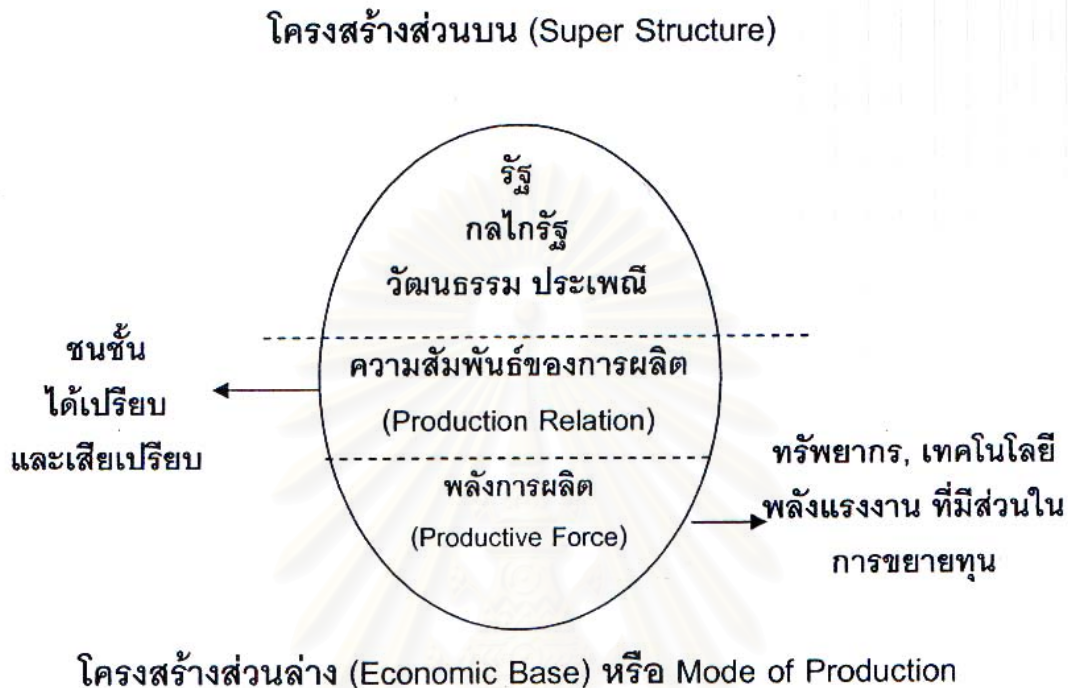 โครงสร้างส่วนบน (Super Structure)
รัฐ
กลไกรัฐ
วัฒนธรรม ประเพณี
ชนชั้น
ได้เปรียบ
และเสียเปรียบ
ความสัมพันธ์ของการผลิต
(Production Relation)
พลังการผลิต
(Productive Force)
ทรัพยากร, เทคโนโลยี
พลังแรงงาน ที่มีส่วนใน
การขยายทุน
โครงสร้างส่วนล่าง (Economic Base) หรือ Mode of Production